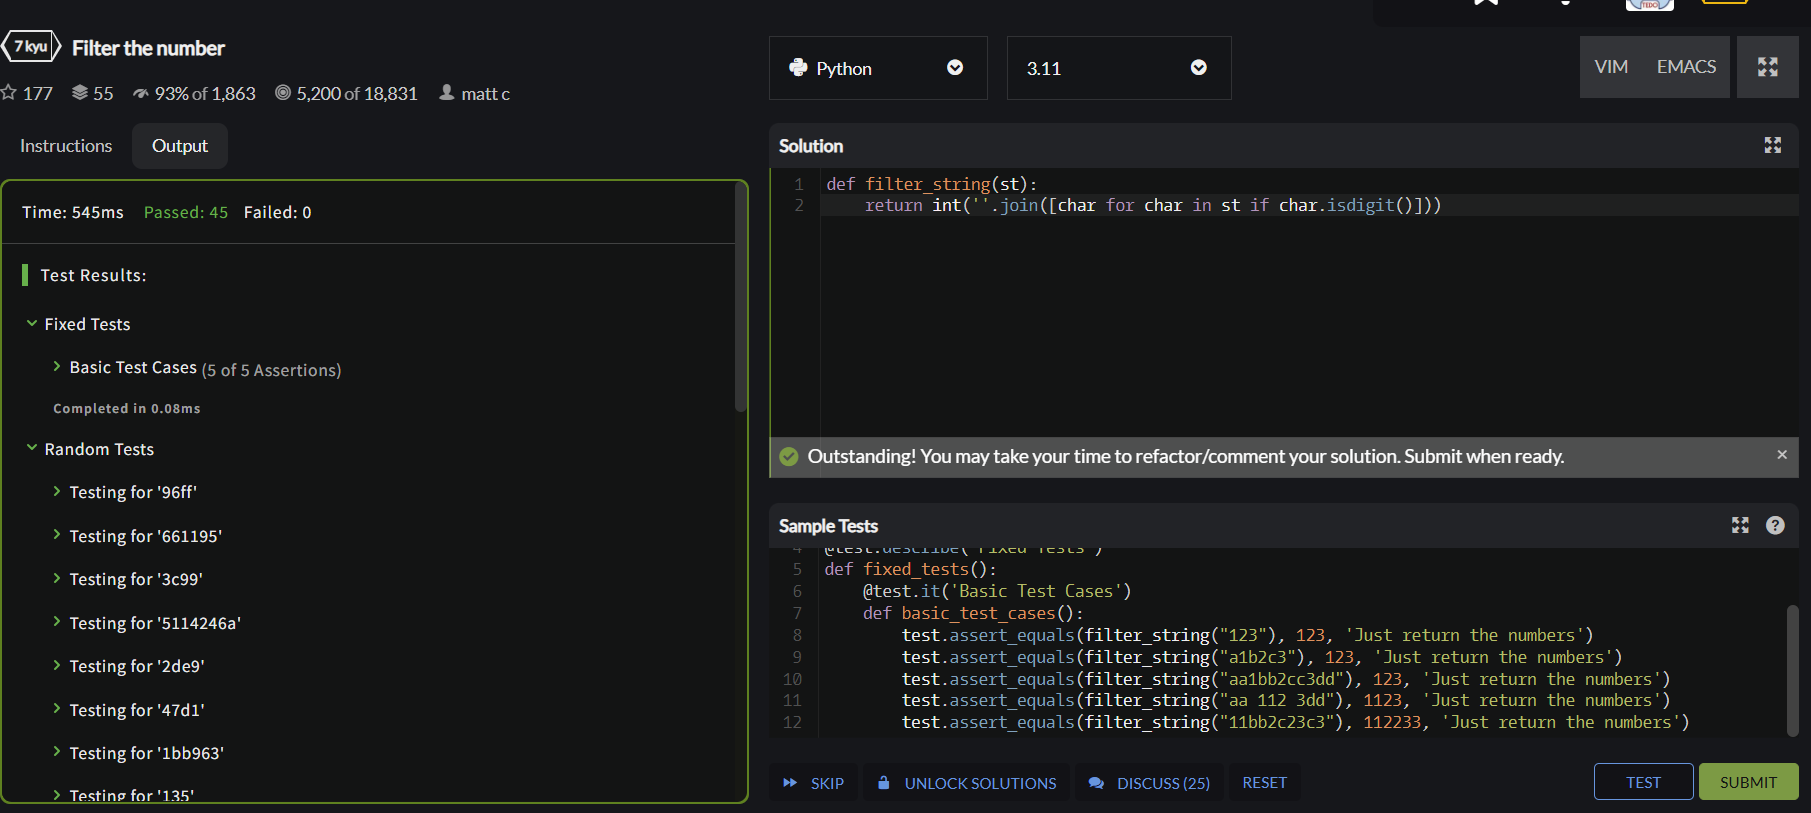 7 kyu Filter the number
177 55 93% of 1,863 5,200 of 18,831 matt c
Instructions Output
Time: 545ms Passed: 45 Failed: 0
Test Results:
Fixed Tests
Basic Test Cases (5 of 5 Assertions)
Completed in 0.08ms
Random Tests
Testing for '96ff'
Testing for '661195'
Testing for '3c99'
Testing for '5114246a'
Testing for '2de9'
Testing for '47d1'
Testing for '1bb963'
Testing for '135'
Python 3.11 VIM EMACS
Solution
1 def filter_string(st):
2 return int(''.join([char for char in st if char.isdigit()]))
Outstanding! You may take your time to refactor/comment your solution. Submit when ready.
Sample Tests
4 @test.describe('Fixed Tests')
5 def fixed_tests():
6 @test.it('Basic Test Cases')
7 def basic_test_cases():
8 test.assert_equals(filter_string("123"), 123, 'Just return the numbers')
9 test.assert_equals(filter_string("a1b2c3"), 123, 'Just return the numbers')
10 test.assert_equals(filter_string("aa1bb2cc3dd"), 123, 'Just return the numbers')
11 test.assert_equals(filter_string("aa 112 3dd"), 1123, 'Just return the numbers')
12 test.assert_equals(filter_string("11bb2c23c3"), 112233, 'Just return the numbers')
SKIP UNLOCK SOLUTIONS DISCUSS (25) RESET TEST SUBMIT